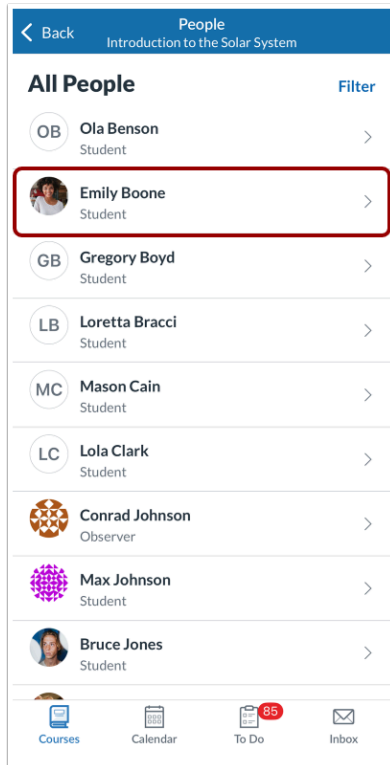 Back
People
Introduction to the Solar System
All People
Filter
OB
Ola Benson
Student
Emily Boone
Student
GB
Gregory Boyd
Student
LB
Loretta Bracci
Student
MC
Mason Cain
Student
LC
Lola Clark
Student
Conrad Johnson
Observer
Max Johnson
Student
Bruce Jones
Student
85
Courses
Calendar
To Do
Inbox